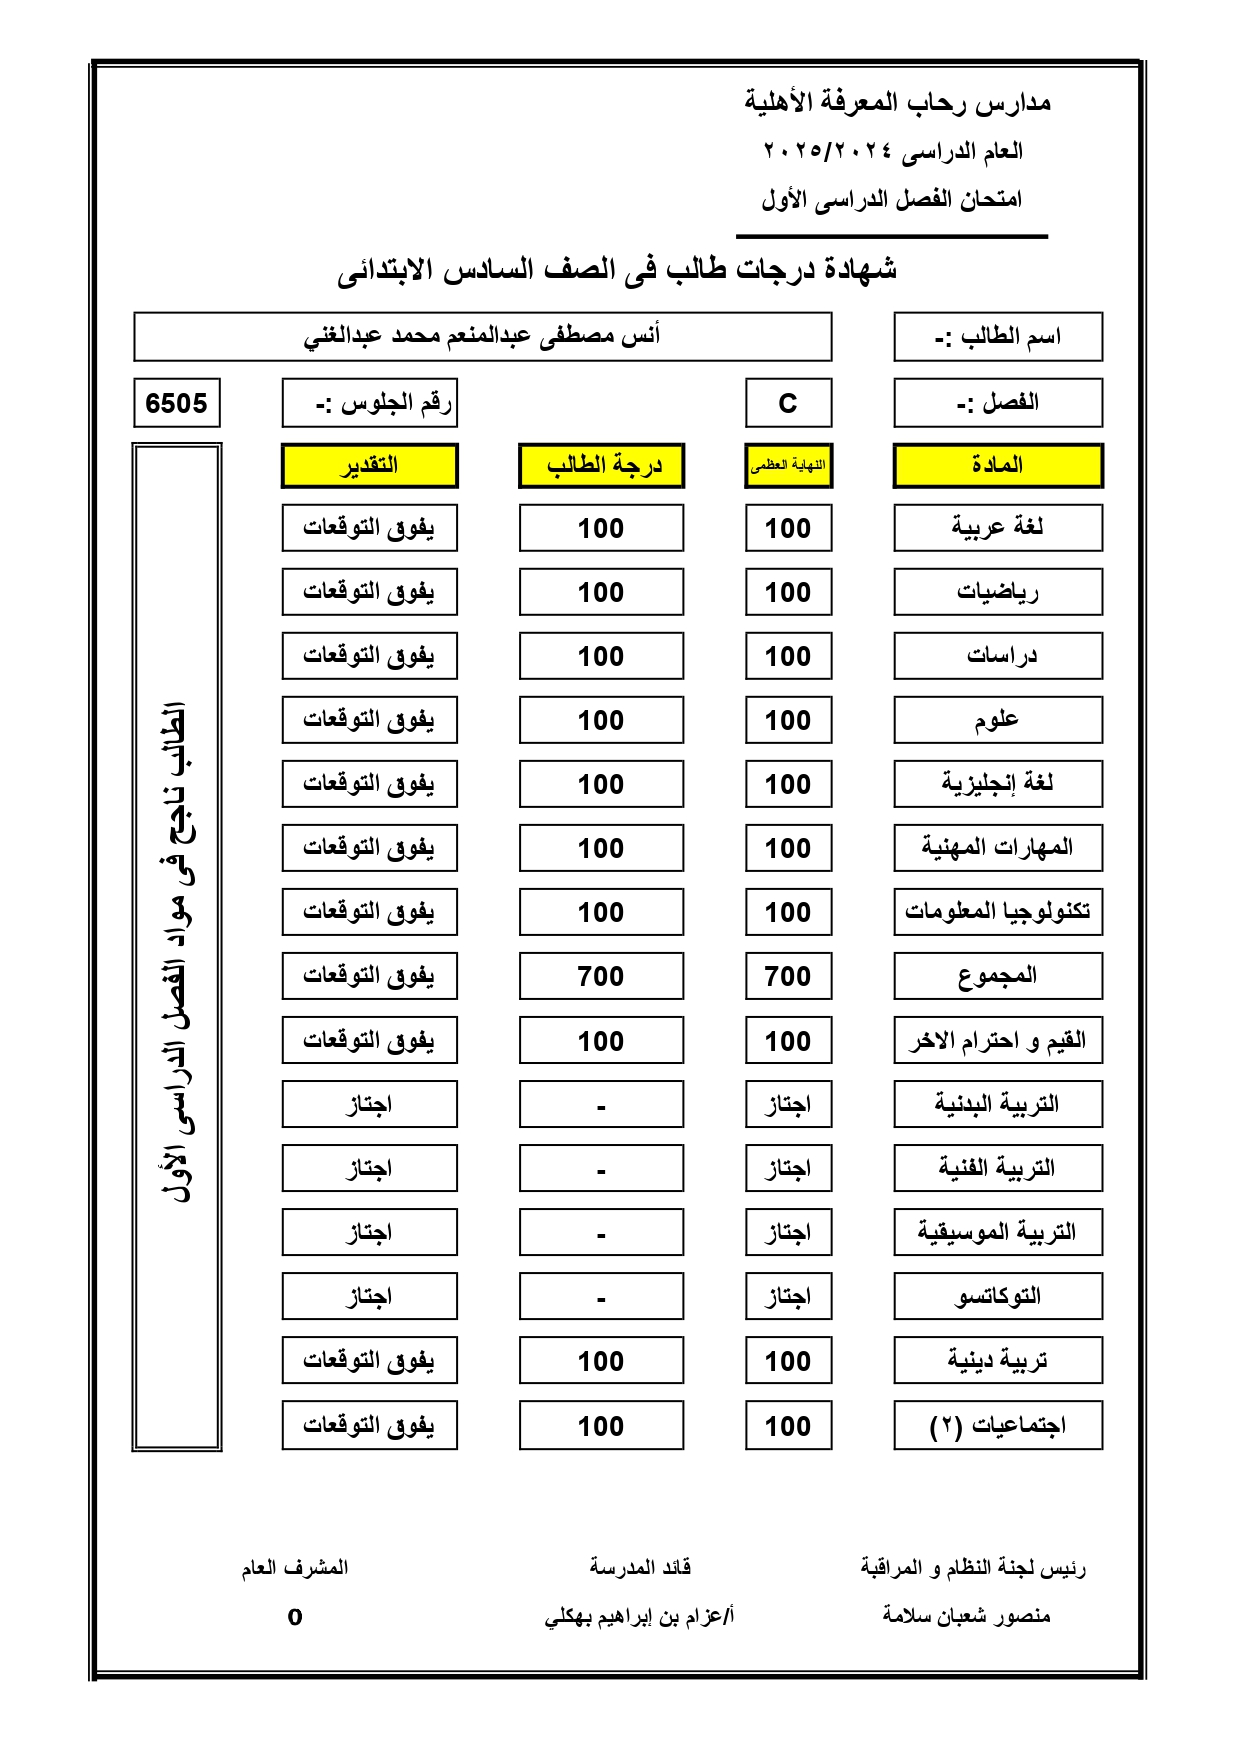 مدارس رحاب المعرفة الأهلية
العام الدراسى ٢٠٢٥/٢٠٢٤
امتحان الفصل الدراسى الأول
شهادة درجات طالب فى الصف السادس الابتدائى
اسم الطالب :- أنس مصطفى عبدالمنعم محمد عبدالغني
الفصل :- C رقم الجلوس :- 6505
المادة النهاية العظمى درجة الطالب التقدير
لغة عربية 100 100 يفوق التوقعات
رياضيات 100 100 يفوق التوقعات
دراسات 100 100 يفوق التوقعات
علوم 100 100 يفوق التوقعات
لغة إنجليزية 100 100 يفوق التوقعات
المهارات المهنية 100 100 يفوق التوقعات
تكنولوجيا المعلومات 100 100 يفوق التوقعات
المجموع 700 700 يفوق التوقعات
القيم و احترام الاخر 100 100 يفوق التوقعات
التربية البدنية اجتاز - اجتاز
التربية الفنية اجتاز - اجتاز
التربية الموسيقية اجتاز - اجتاز
التوكاتسو اجتاز - اجتاز
تربية دينية 100 100 يفوق التوقعات
اجتماعيات (٢) 100 100 يفوق التوقعات
الطالب ناجح فى مواد الفصل الدراسى الأول
رئيس لجنة النظام و المراقبة قائد المدرسة المشرف العام
منصور شعبان سلامة أ/عزام بن إبراهيم بهكلي 0